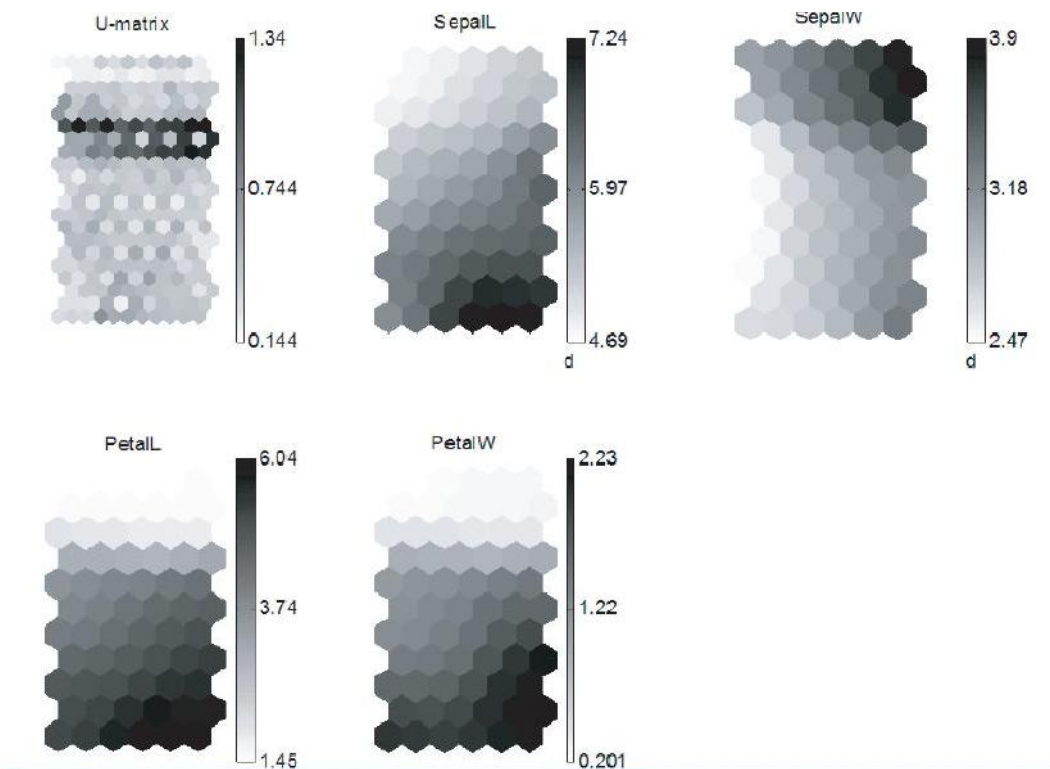 U-matrix
1.34
0.744
0.144
SepalL
7.24
5.97
4.69
d
SepalW
3.9
3.18
2.47
d
PetalL
6.04
3.74
1.45
PetalW
2.23
1.22
0.201